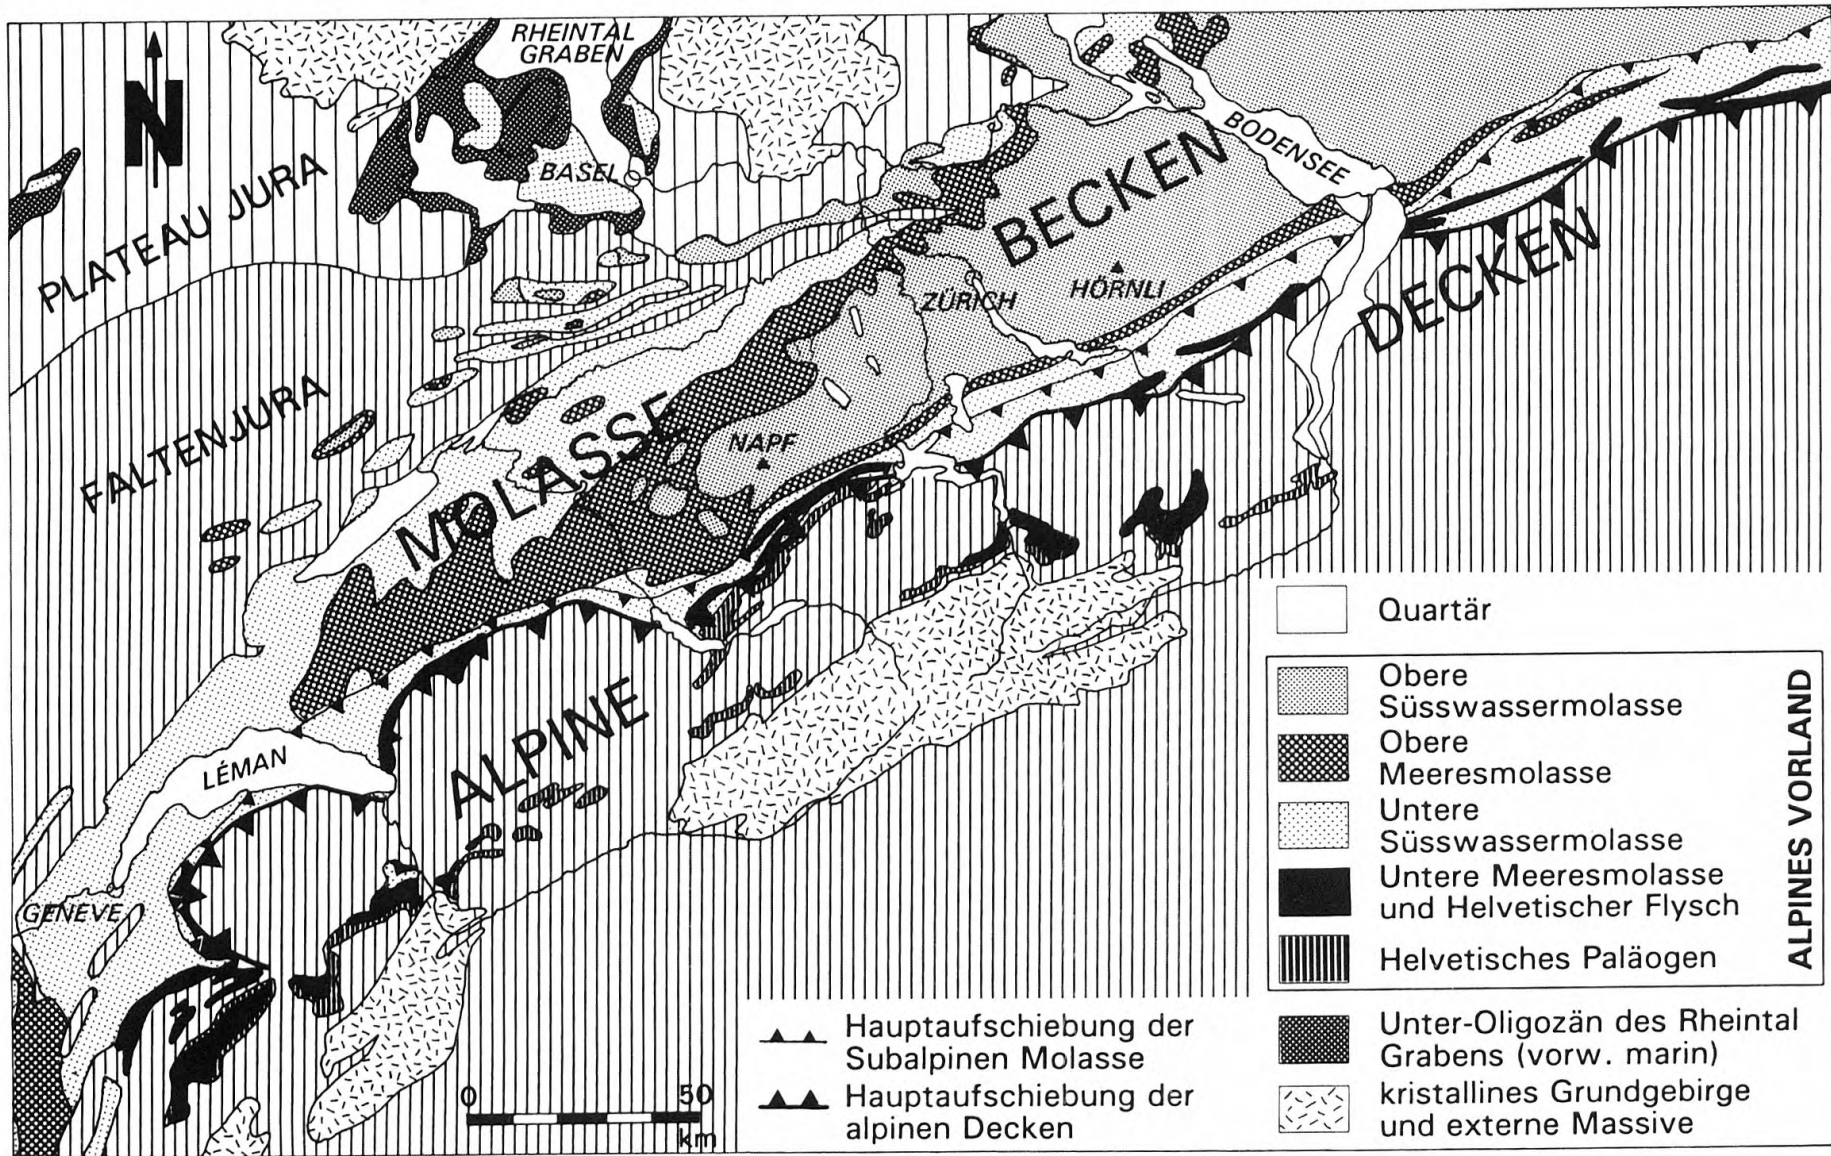 RHEINTAL
GRABEN
N
BASEL
BODENSEE
PLATEAU JURA
BECKEN
ZÜRICH
HÖRNLI
DECKEN
FALTENJURA
MOLASSE
NAPF
LÉMAN
ALPINE
GENÈVE
Quartär
Obere
Süsswassermolasse
Obere
Meeresmolasse
Untere
Süsswassermolasse
Untere Meeresmolasse
und Helvetischer Flysch
Helvetisches Paläogen
ALPINES VORLAND
Hauptaufschiebung der
Subalpinen Molasse
Hauptaufschiebung der
alpinen Decken
0 50
km
Unter-Oligozän des Rheintal
Grabens (vorw. marin)
kristallines Grundgebirge
und externe Massive